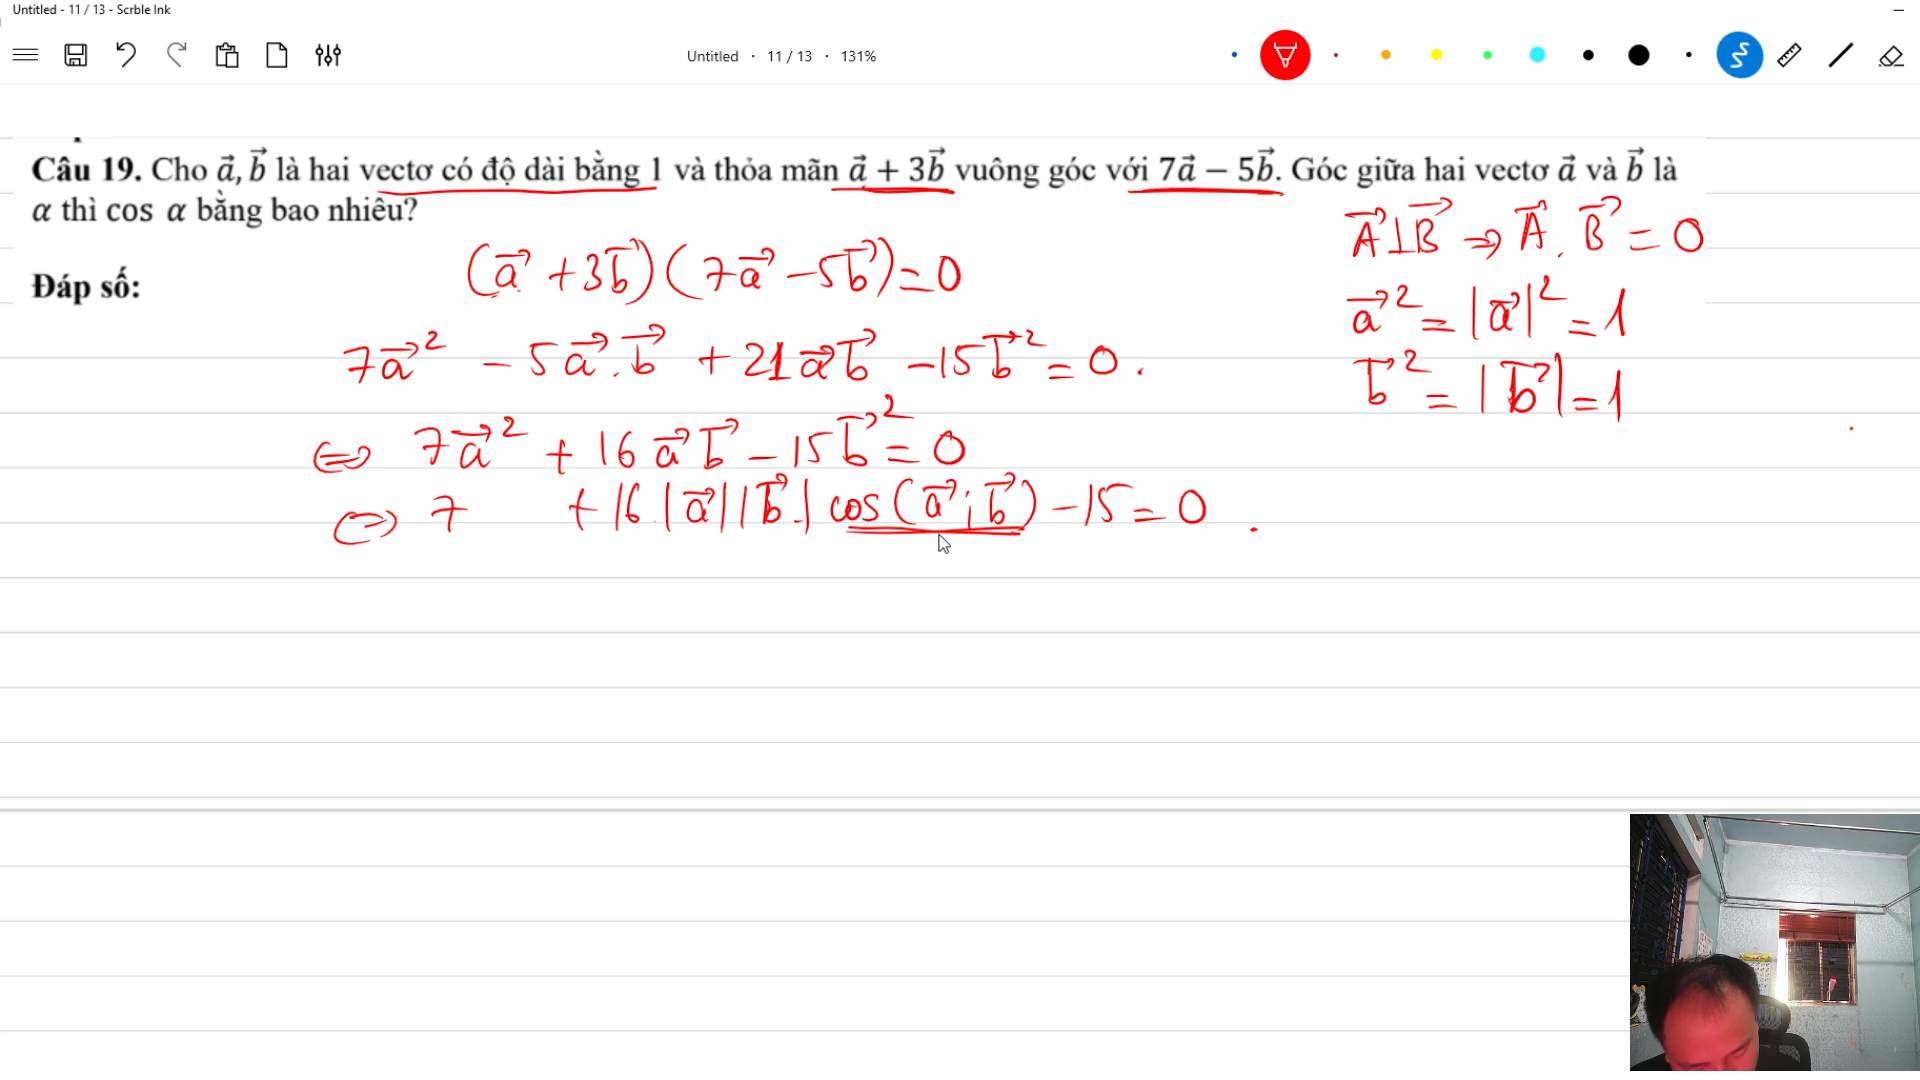 Untitled - 11 / 13 - Scrble Ink
Untitled · 11 / 13 · 131%
Câu 19. Cho a⃗, b⃗ là hai vectơ có độ dài bằng 1 và thỏa mãn a⃗ + 3b⃗ vuông góc với 7a⃗ − 5b⃗. Góc giữa hai vectơ a⃗ và b⃗ là
α thì cos α bằng bao nhiêu?
Đáp số:
(a⃗ + 3b⃗)(7a⃗ − 5b⃗) = 0
7a⃗² − 5a⃗.b⃗ + 21a⃗b⃗ − 15b⃗² = 0.
⇔ 7a⃗² + 16a⃗b⃗ − 15b⃗² = 0
⇔ 7 + 16.|a⃗||b⃗.|cos(a⃗;b⃗) − 15 = 0.
A⃗ ⊥ B⃗ ⇒ A⃗.B⃗ = 0
a⃗² = |a⃗|² = 1
b⃗² = |b⃗²| = 1